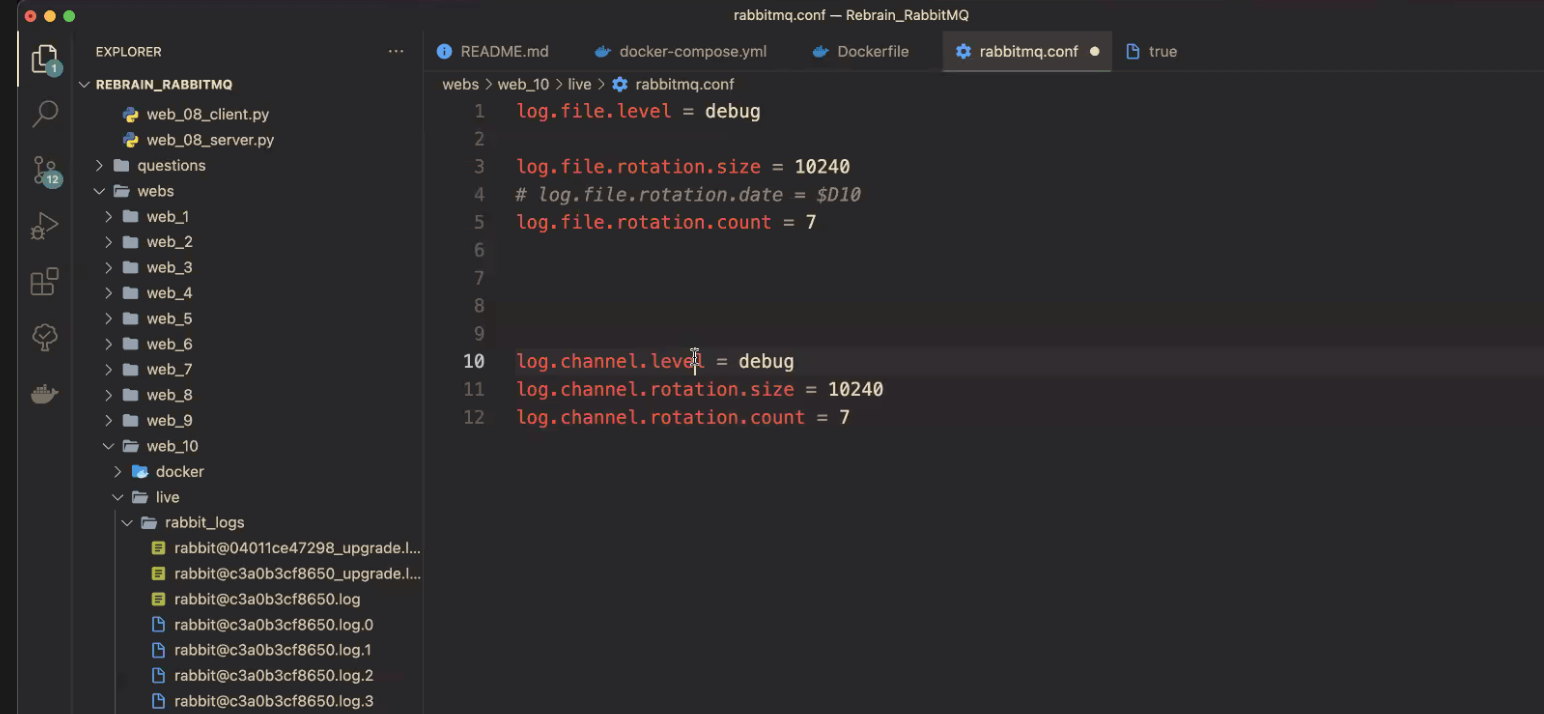 rabbitmq.conf — Rebrain_RabbitMQ
EXPLORER
README.md
docker-compose.yml
Dockerfile
rabbitmq.conf
true
REBRAIN_RABBITMQ
webs > web_10 > live > rabbitmq.conf
web_08_client.py
web_08_server.py
questions
webs
web_1
web_2
web_3
web_4
web_5
web_6
web_7
web_8
web_9
web_10
docker
live
rabbit_logs
rabbit@04011ce47298_upgrade.l...
rabbit@c3a0b3cf8650_upgrade.l...
rabbit@c3a0b3cf8650.log
rabbit@c3a0b3cf8650.log.0
rabbit@c3a0b3cf8650.log.1
rabbit@c3a0b3cf8650.log.2
rabbit@c3a0b3cf8650.log.3
1
12
1 log.file.level = debug
2
3 log.file.rotation.size = 10240
4 # log.file.rotation.date = $D10
5 log.file.rotation.count = 7
6
7
8
9
10 log.channel.level = debug
11 log.channel.rotation.size = 10240
12 log.channel.rotation.count = 7